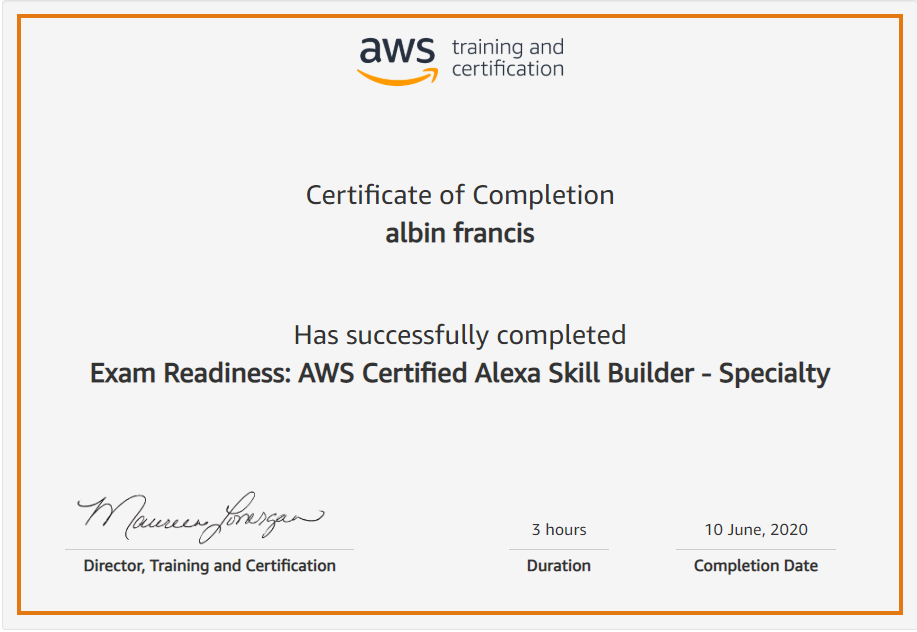 aws training and
certification
Certificate of Completion
albin francis
Has successfully completed
Exam Readiness: AWS Certified Alexa Skill Builder - Specialty
Maureen Lonergan
3 hours
10 June, 2020
Director, Training and Certification
Duration
Completion Date